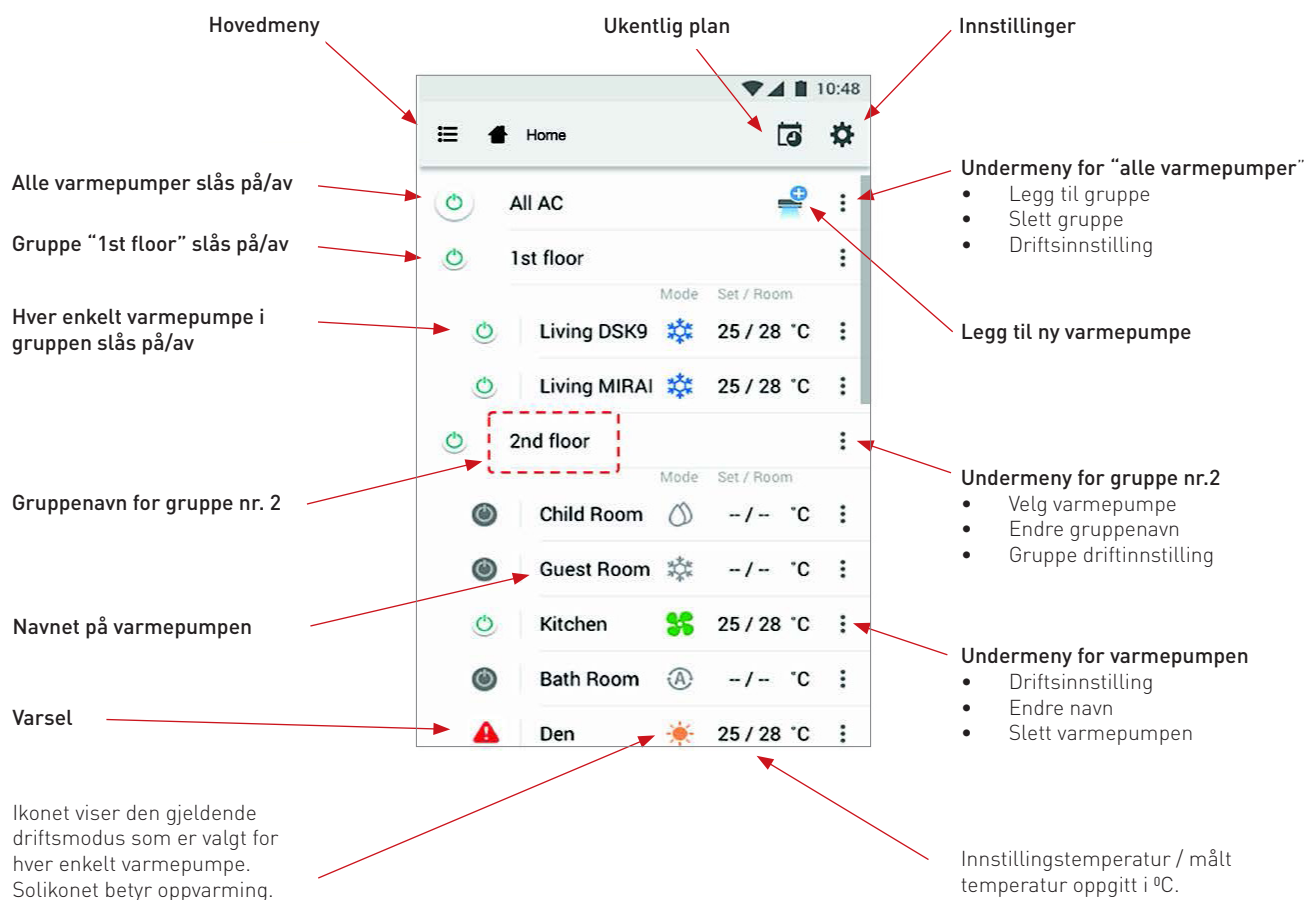 Hovedmeny
Ukentlig plan
Innstillinger
10:48
Home
Alle varmepumper slås på/av
Gruppe “1st floor” slås på/av
Hver enkelt varmepumpe i
gruppen slås på/av
Gruppenavn for gruppe nr. 2
Navnet på varmepumpen
Varsel
Ikonet viser den gjeldende
driftsmodus som er valgt for
hver enkelt varmepumpe.
Solikonet betyr oppvarming.
All AC
1st floor
Mode Set / Room
Living DSK9 25 / 28 °C
Living MIRAI 25 / 28 °C
2nd floor
Mode Set / Room
Child Room -- / -- °C
Guest Room -- / -- °C
Kitchen 25 / 28 °C
Bath Room A -- / -- °C
Den 25 / 28 °C
Undermeny for “alle varmepumper”
• Legg til gruppe
• Slett gruppe
• Driftsinnstilling
Legg til ny varmepumpe
Undermeny for gruppe nr.2
• Velg varmepumpe
• Endre gruppenavn
• Gruppe driftinnstilling
Undermeny for varmepumpen
• Driftsinnstilling
• Endre navn
• Slett varmepumpen
Innstillingstemperatur / målt
temperatur oppgitt i ºC.